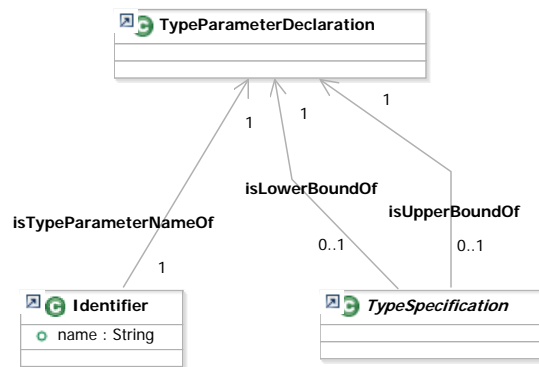 TypeParameterDeclaration
1
1
1
isLowerBoundOf
isUpperBoundOf
isTypeParameterNameOf
0..1
0..1
1
Identifier
TypeSpecification
name : String